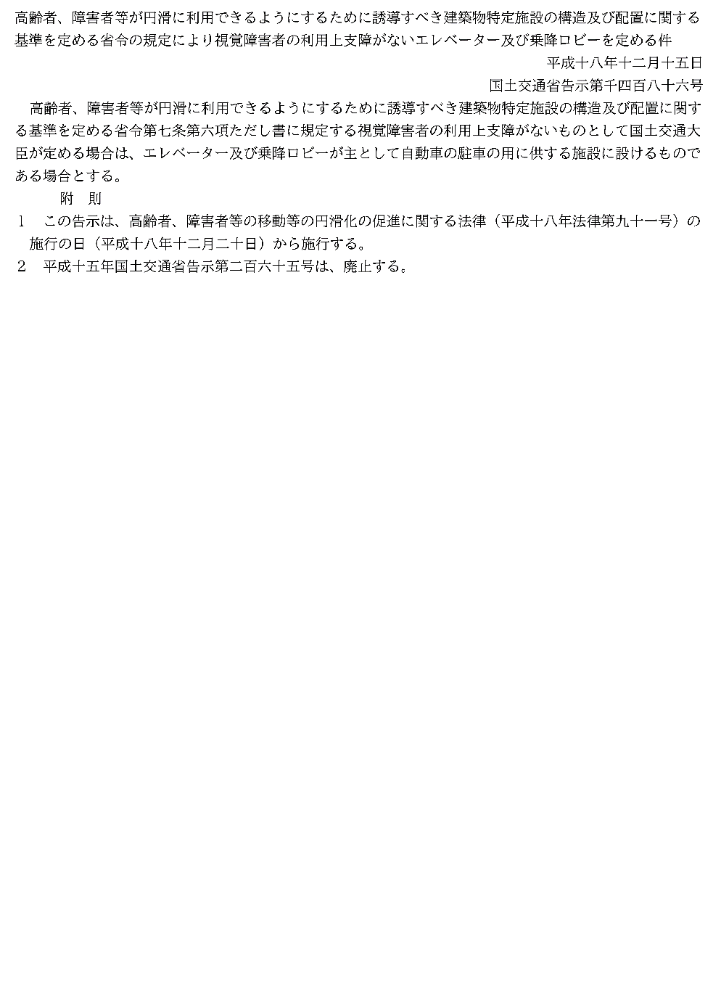 高齢者、障害者等が円滑に利用できるようにするために誘導すべき建築物特定施設の構造及び配置に関する
基準を定める省令の規定により視覚障害者の利用上支障がないエレベーター及び乗降ロビーを定める件
平成十八年十二月十五日
国土交通省告示第千四百八十六号
高齢者、障害者等が円滑に利用できるようにするために誘導すべき建築物特定施設の構造及び配置に関す
る基準を定める省令第七条第六項ただし書に規定する視覚障害者の利用上支障がないものとして国土交通大
臣が定める場合は、エレベーター及び乗降ロビーが主として自動車の駐車の用に供する施設に設けるもので
ある場合とする。
附　則
１　この告示は、高齢者、障害者等の移動等の円滑化の促進に関する法律（平成十八年法律第九十一号）の
施行の日（平成十八年十二月二十日）から施行する。
２　平成十五年国土交通省告示第二百六十五号は、廃止する。